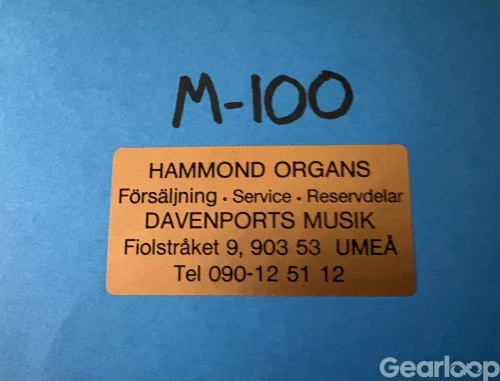 M-100
HAMMOND ORGANS
Försäljning · Service · Reservdelar
DAVENPORTS MUSIK
Fiolstråket 9, 903 53 UMEÅ
Tel 090-12 51 12
Gearloop